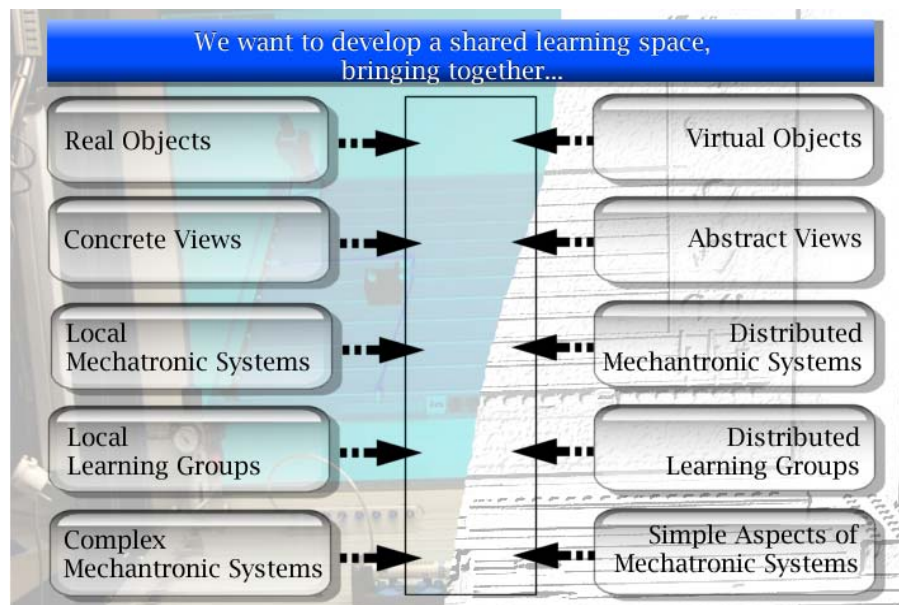 We want to develop a shared learning space,
bringing together...
Real Objects
Virtual Objects
Concrete Views
Abstract Views
Local
Mechatronic Systems
Distributed
Mechantronic Systems
Local
Learning Groups
Distributed
Learning Groups
Complex
Mechantronic Systems
Simple Aspects of
Mechatronic Systems